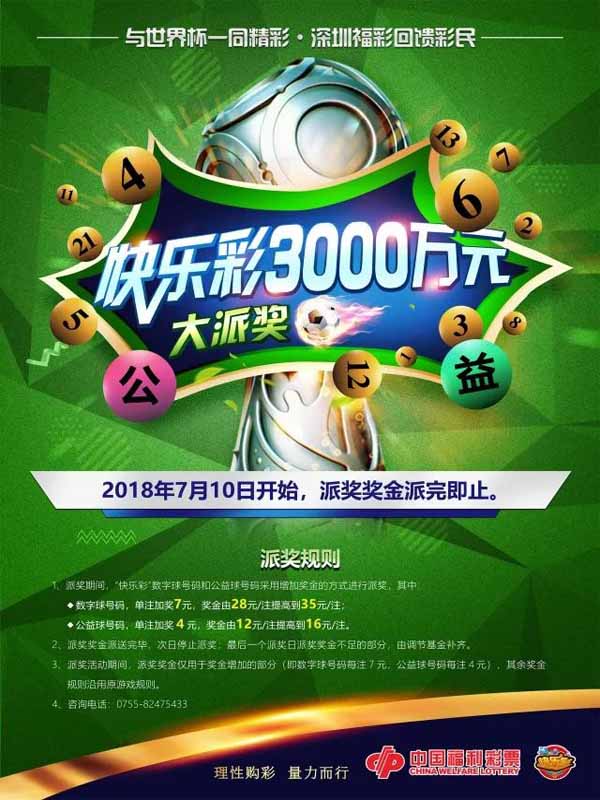 与世界杯一同精彩·深圳福彩回馈彩民
13
7
4
6
11
2
21
快乐彩3000万元
5
大派奖
3
8
1
公
12
益
2018年7月10日开始，派奖奖金派完即止。
派奖规则
1、派奖期间，“快乐彩”数字球号码和公益球号码采用增加奖金的方式进行派奖，其中：
◆数字球号码，单注加奖7元，奖金由28元/注提高到35元/注；
◆公益球号码，单注加奖 4 元，奖金由12元/注提高到16元/注。
2、派奖奖金派送完毕，次日停止派奖；最后一个派奖日派奖奖金不足的部分，由调节基金补齐。
3、派奖活动期间，派奖奖金仅用于奖金增加的部分（即数字球号码每注 7 元，公益球号码每注 4 元），其余奖金
规则沿用原游戏规则。
4、咨询电话：0755-82475433
理性购彩 量力而行
中国福利彩票
CHINA WELFARE LOTTERY
快乐彩